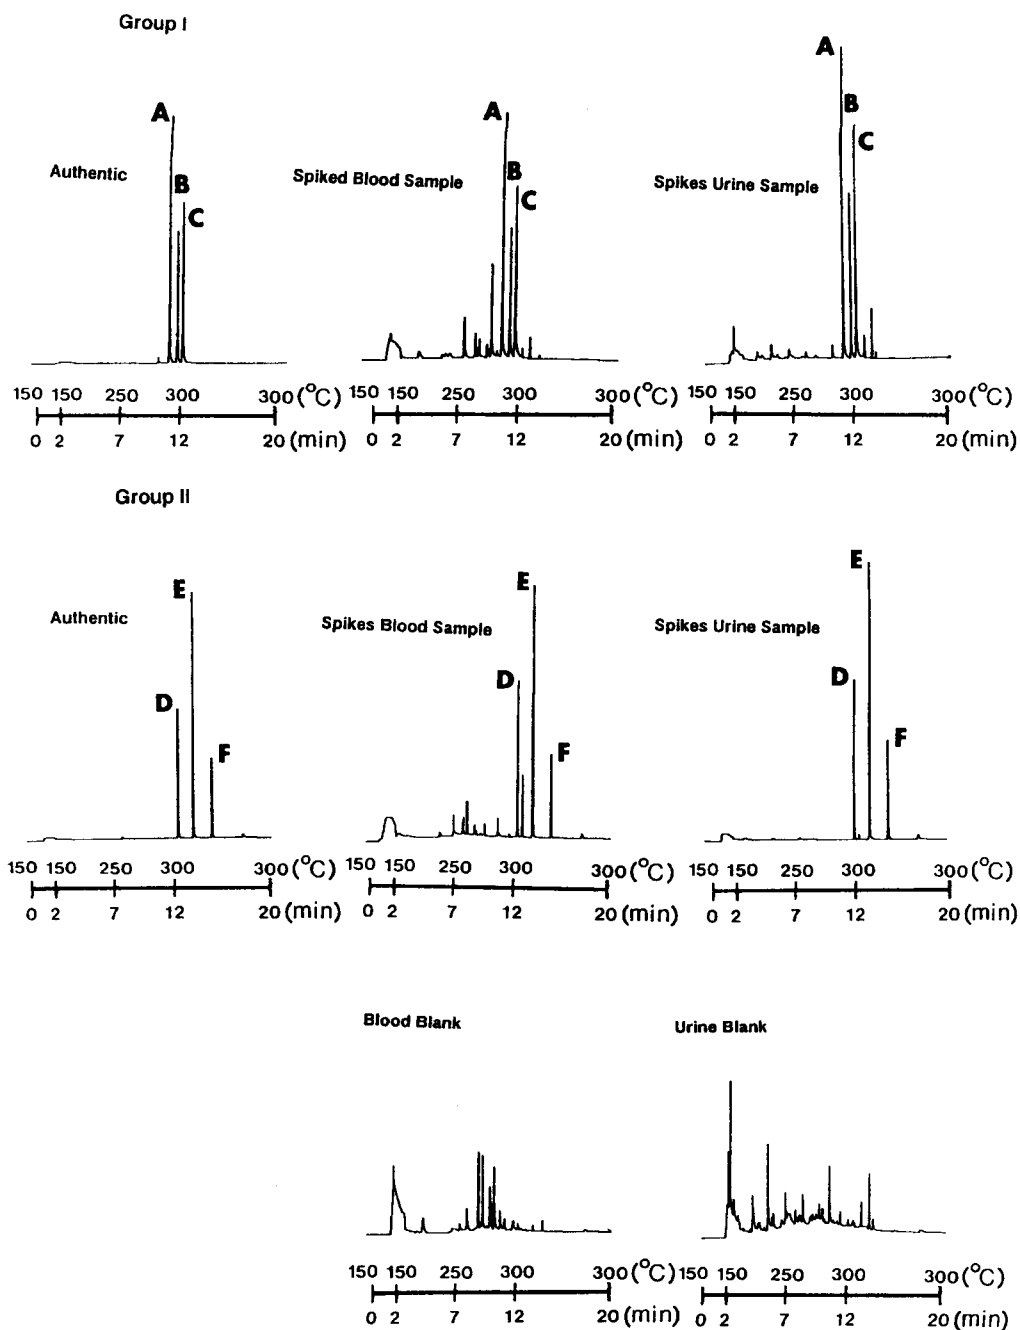 Group I
A
B
C
Authentic
A
B
C
Spiked Blood Sample
A
B
C
Spikes Urine Sample
150 150 250 300 300(°C)
0 2 7 12 20 (min)
150 150 250 300 300(°C)
0 2 7 12 20 (min)
150 150 250 300 300(°C)
0 2 7 12 20 (min)
Group II
E
Authentic
D
F
E
Spikes Blood Sample
D
F
E
Spikes Urine Sample
D
F
150 150 250 300 300(°C)
0 2 7 12 20 (min)
150 150 250 300 300(°C)
0 2 7 12 20 (min)
150 150 250 300 300(°C)
0 2 7 12 20 (min)
Blood Blank
Urine Blank
150 150 250 300 300(°C)
0 2 7 12 20 (min)
150 150 250 300 300(°C)
0 2 7 12 20 (min)